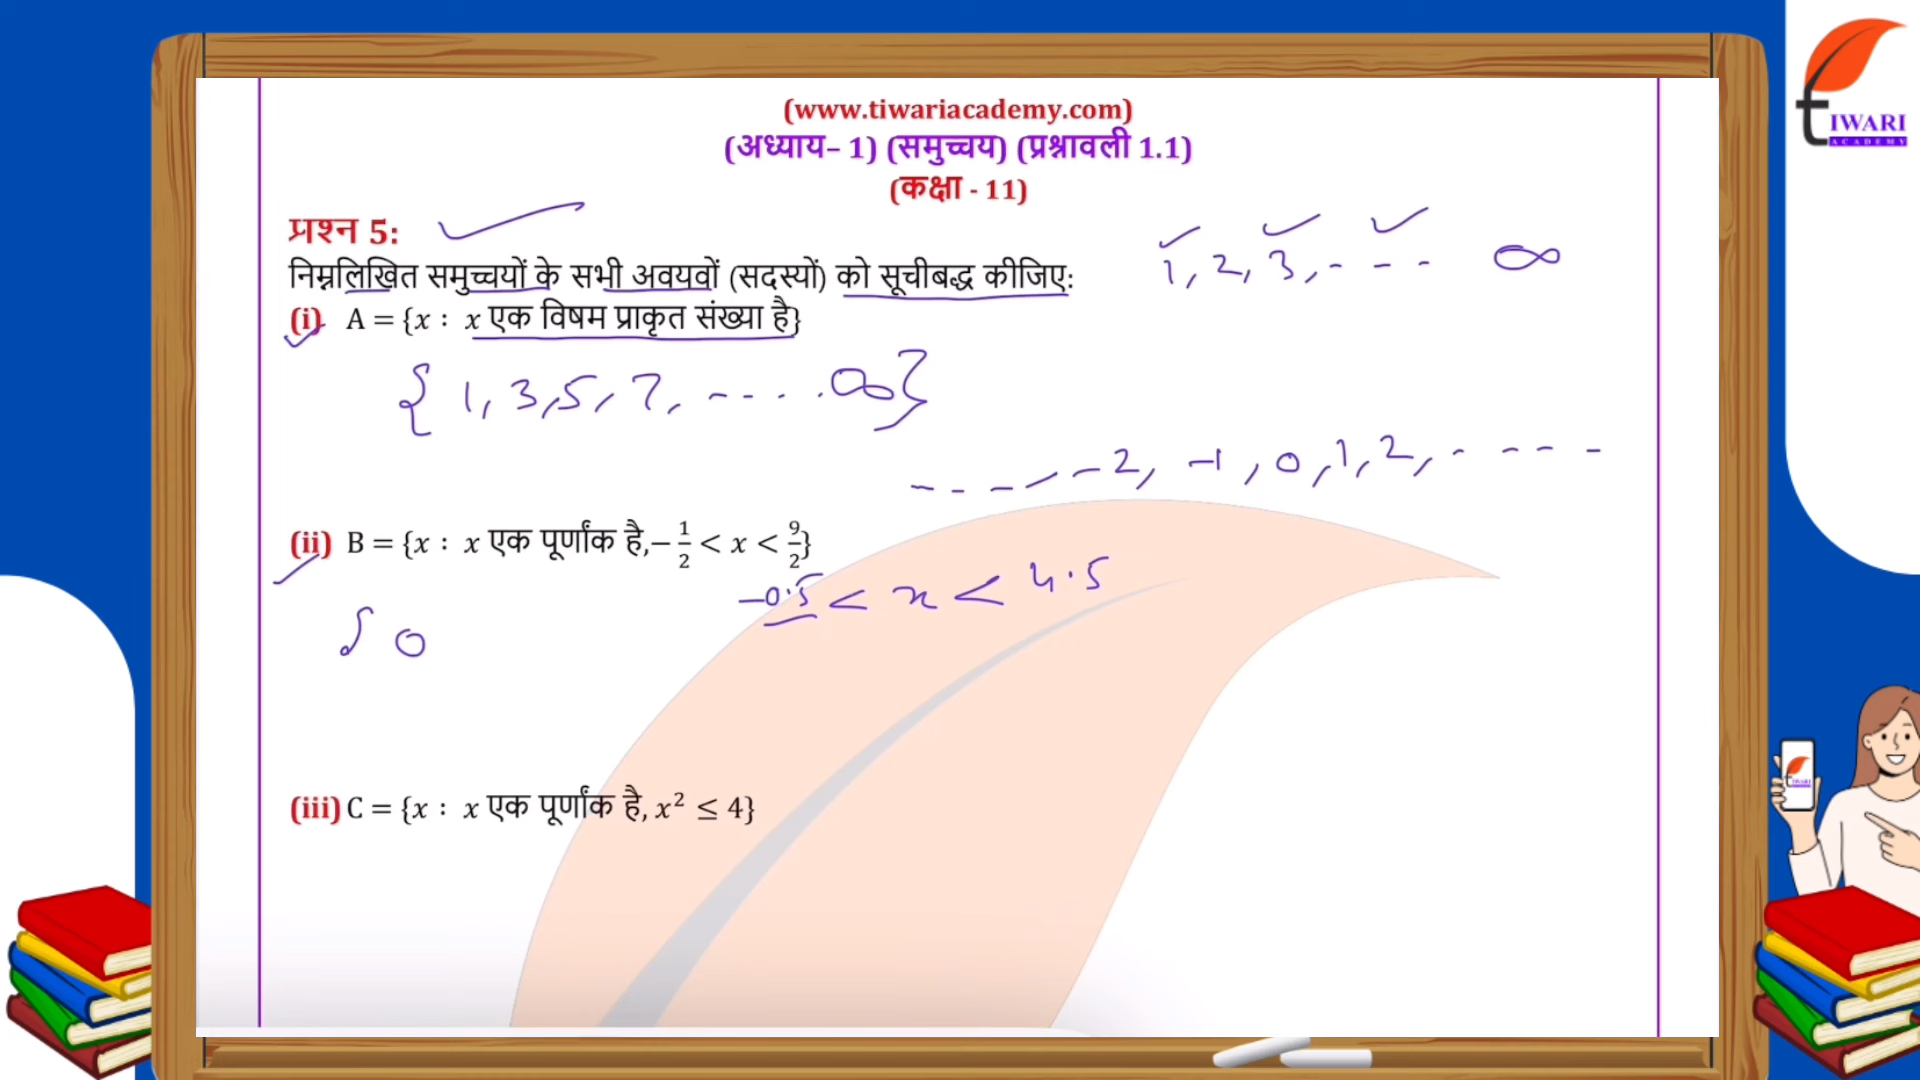 (www.tiwariacademy.com)
(अध्याय– 1) (समुच्चय) (प्रश्नावली 1.1)
(कक्षा - 11)
प्रश्न 5:
1, 2, 3, - - - ∞
निम्नलिखित समुच्चयों के सभी अवयवों (सदस्यों) को सूचीबद्ध कीजिए:
(i) A = {x : x एक विषम प्राकृत संख्या है}
{ 1, 3, 5, 7, - - - . . ∞ }
- - - , -2, -1, 0, 1, 2, - - - - -
(ii) B = {x : x एक पूर्णांक है,− 1/2 < x < 9/2}
-0.5 < x < 4.5
{ 0
(iii) C = {x : x एक पूर्णांक है, x² ≤ 4}
TIWARI
ACADEMY